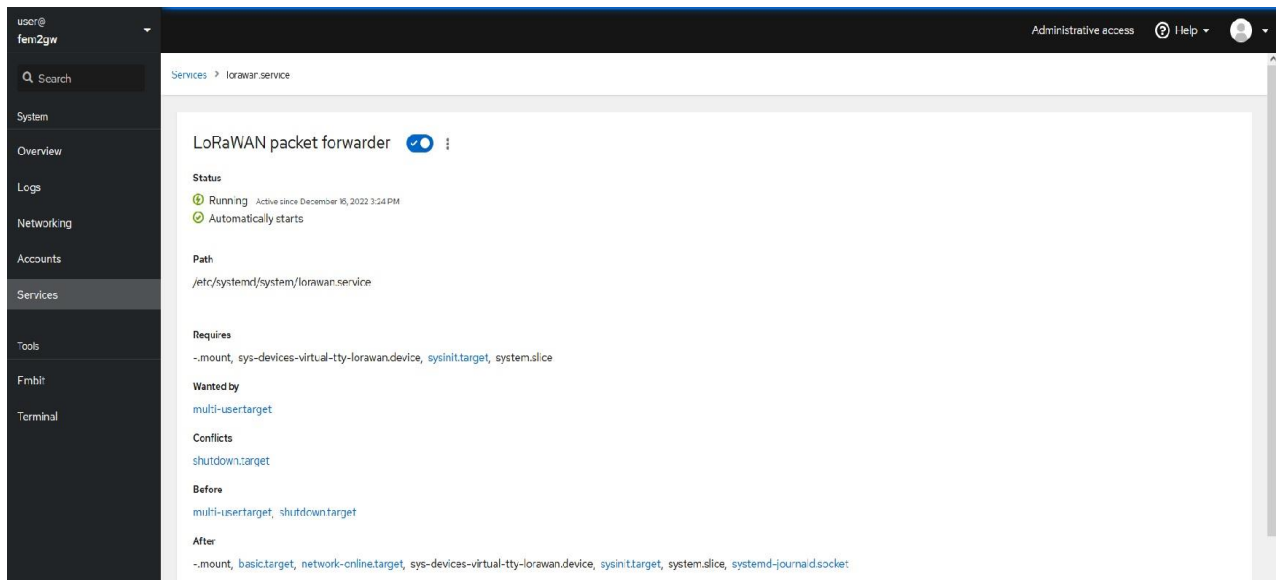 user@
fem2gw
Administrative access
Help
Search
Services > lorawan.service
System
Overview
Logs
Networking
Accounts
Services
Tools
Embit
Terminal
LoRaWAN packet forwarder
Status
Running Active since December 16, 2022 3:24 PM
Automatically starts
Path
/etc/systemd/system/lorawan.service
Requires
-.mount, sys-devices-virtual-tty-lorawan.device, sysinit.target, system.slice
Wanted by
multi-user.target
Conflicts
shutdown.target
Before
multi-user.target, shutdown.target
After
-.mount, basic.target, network-online.target, sys-devices-virtual-tty-lorawan.device, sysinit.target, system.slice, systemd-journald.socket